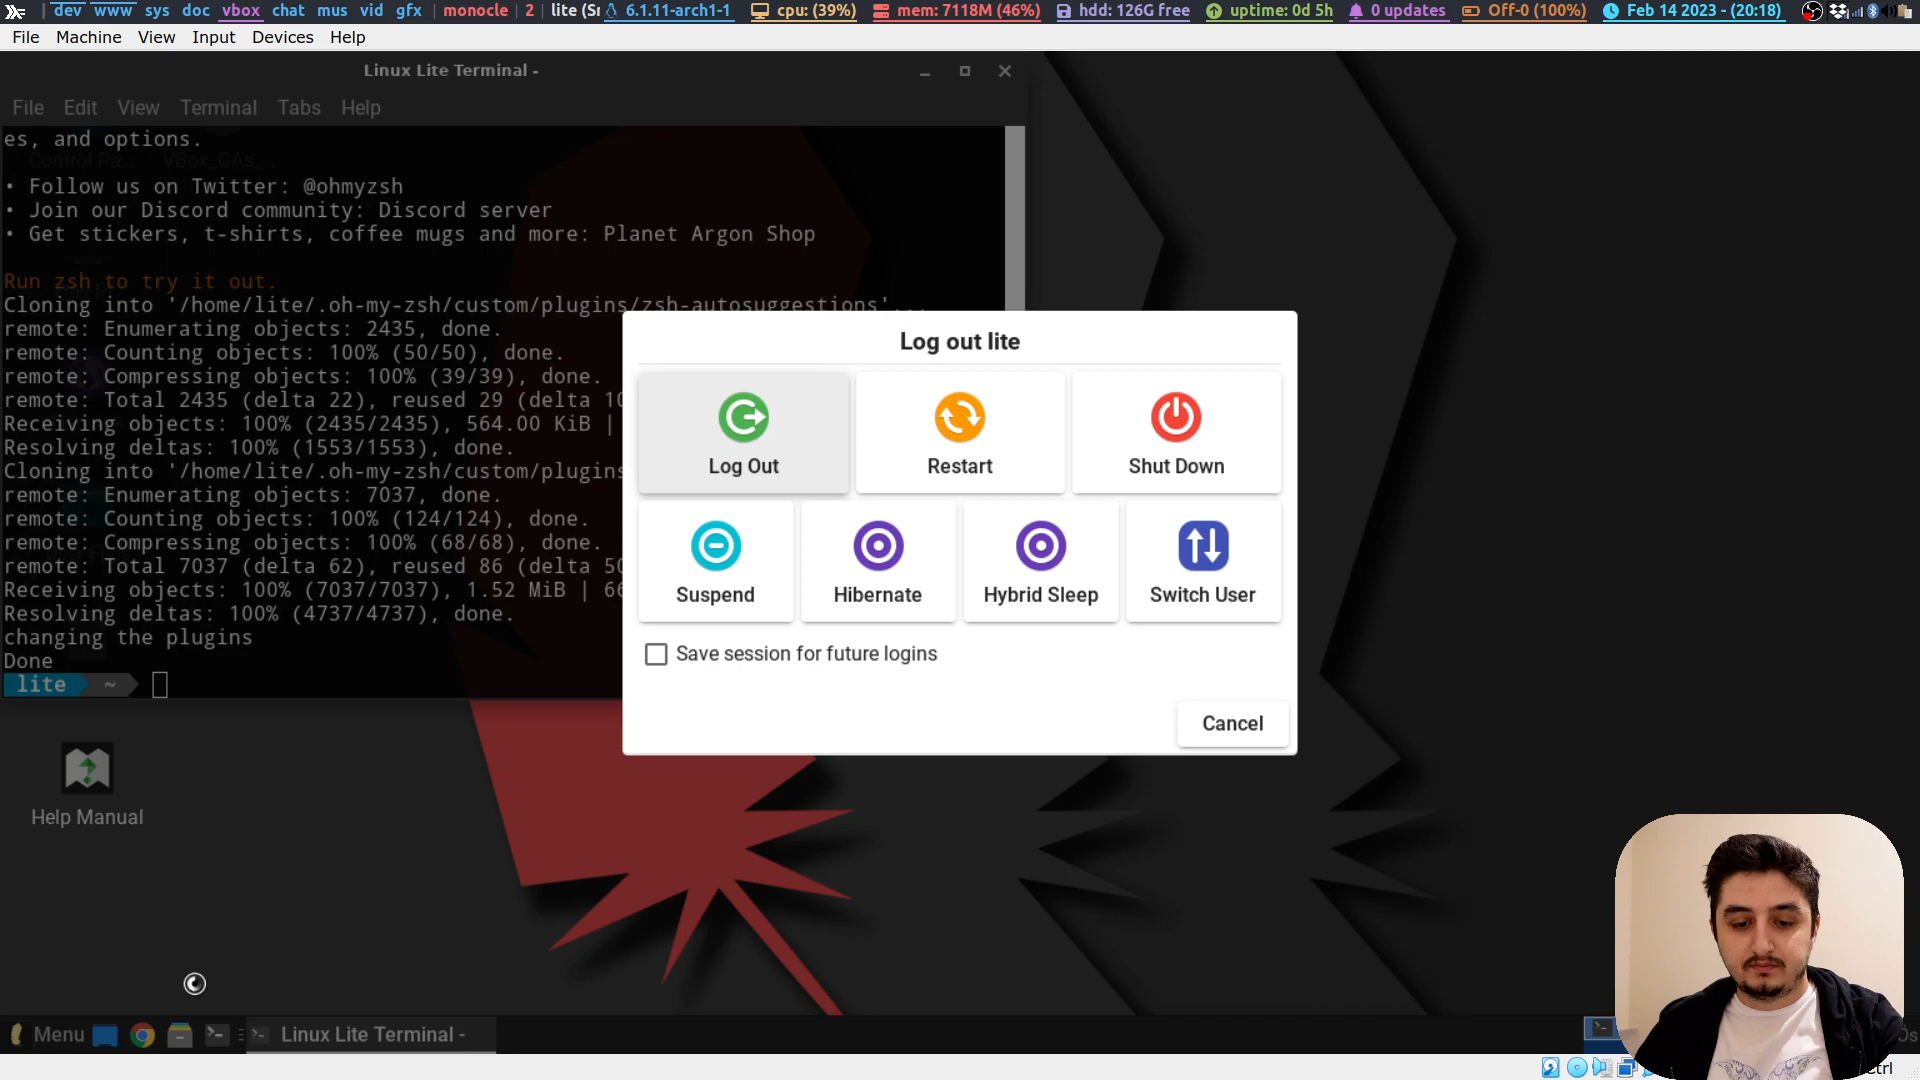 dev www sys doc vbox chat mus vid gfx | monocle | 2 | lite (Sr 6.1.11-arch1-1 cpu: (39%) mem: 7118M (46%) hdd: 126G free uptime: 0d 5h 0 updates Off-0 (100%) Feb 14 2023 - (20:18)
File Machine View Input Devices Help
Linux Lite Terminal -
File Edit View Terminal Tabs Help
es, and options.
Control Pa... VBox_GAs_...
• Follow us on Twitter: @ohmyzsh
• Join our Discord community: Discord server
• Get stickers, t-shirts, coffee mugs and more: Planet Argon Shop
Run zsh to try it out.
Cloning into '/home/lite/.oh-my-zsh/custom/plugins/zsh-autosuggestions'...
remote: Enumerating objects: 2435, done.
remote: Counting objects: 100% (50/50), done.
remote: Compressing objects: 100% (39/39), done.
remote: Total 2435 (delta 22), reused 29 (delta 10
Receiving objects: 100% (2435/2435), 564.00 KiB |
Resolving deltas: 100% (1553/1553), done.
Cloning into '/home/lite/.oh-my-zsh/custom/plugins
remote: Enumerating objects: 7037, done.
remote: Counting objects: 100% (124/124), done.
remote: Compressing objects: 100% (68/68), done.
remote: Total 7037 (delta 62), reused 86 (delta 50
Receiving objects: 100% (7037/7037), 1.52 MiB | 66
Resolving deltas: 100% (4737/4737), done.
changing the plugins
Done
lite ~
Log out lite
Log Out Restart Shut Down
Suspend Hibernate Hybrid Sleep Switch User
Save session for future logins
Cancel
Help Manual
Menu Linux Lite Terminal -
Ctrl